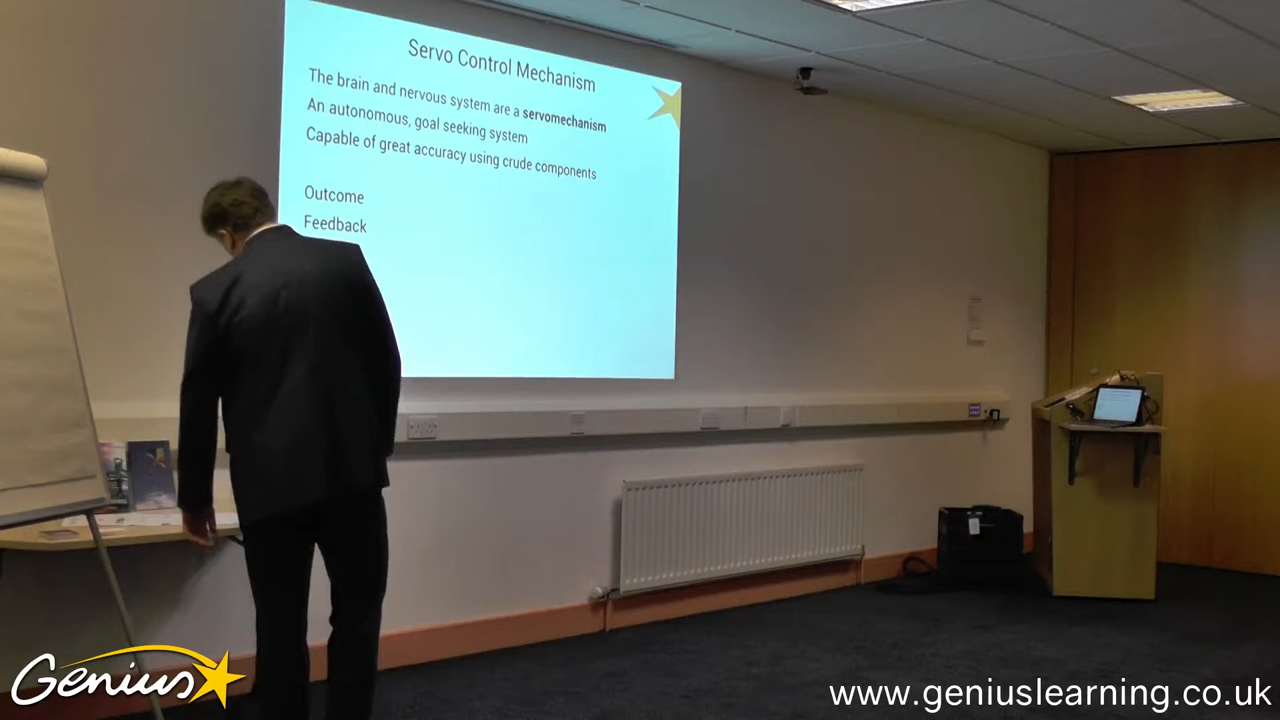 Servo Control Mechanism
The brain and nervous system are a servomechanism
An autonomous, goal seeking system
Capable of great accuracy using crude components
Outcome
Feedback
Genius
www.geniuslearning.co.uk